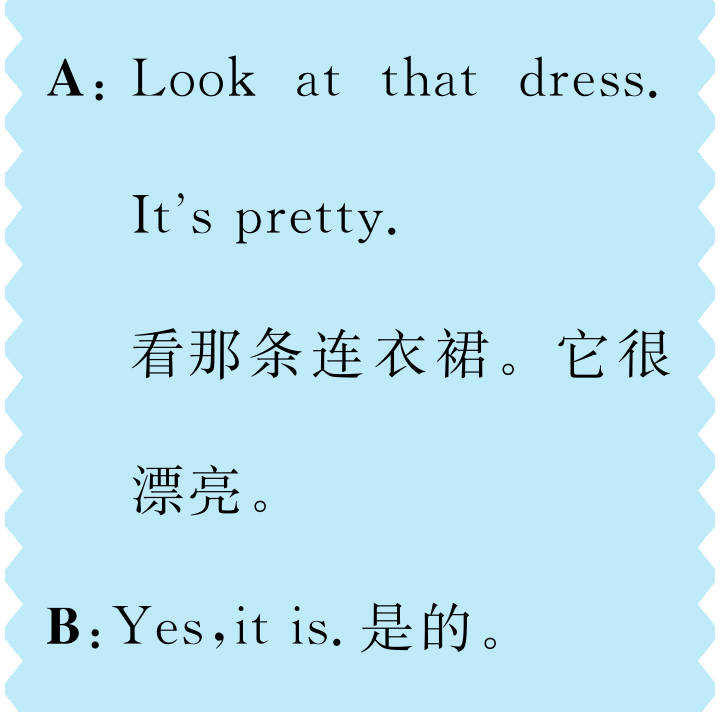 A: Look at that dress.
It's pretty.
看那条连衣裙。它很
漂亮。
B:Yes,it is. 是的。